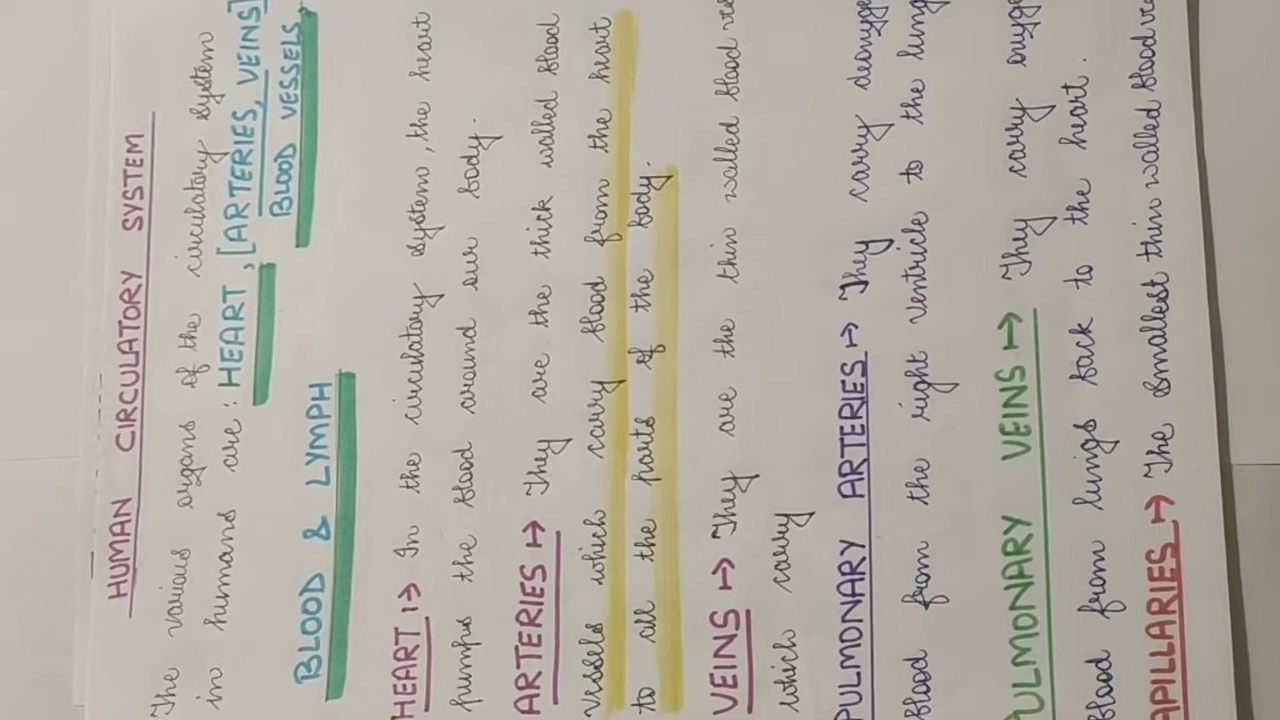 HUMAN CIRCULATORY SYSTEM
The various organs of the circulatory system
in humans are : HEART , [ARTERIES, VEINS]
BLOOD VESSELS
BLOOD & LYMPH
HEART ↦ In the circulatory system, the heart
pumps the blood around our body.
ARTERIES ↦ They are the thick walled blood
vessels which carry blood from the heart
to all the parts of the body.
VEINS ↦ They are the thin walled blood
which carry
PULMONARY ARTERIES ↦ They carry
blood from the right ventricle to the
VEINS ↦ They carry
blood from lungs back to the heart.
↦ The smallest thin walled blood